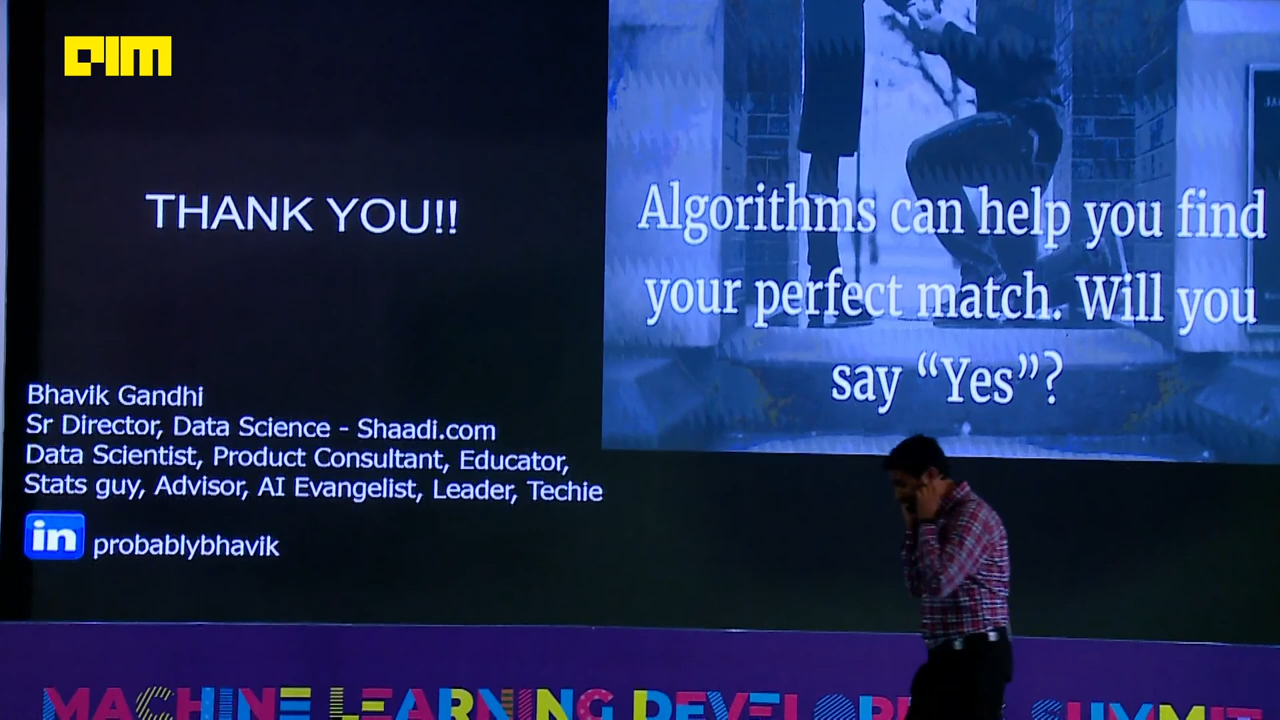 AIM
THANK YOU!!
Algorithms can help you find
your perfect match. Will you
say “Yes”?
Bhavik Gandhi
Sr Director, Data Science - Shaadi.com
Data Scientist, Product Consultant, Educator,
Stats guy, Advisor, AI Evangelist, Leader, Techie
in probablybhavik
MACHINE LEARNING SUMMIT